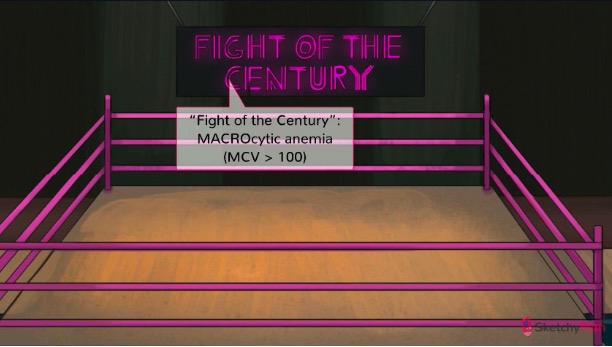 FIGHT OF THE
CENTURY
“Fight of the Century”:
MACROcytic anemia
(MCV > 100)
Sketchy